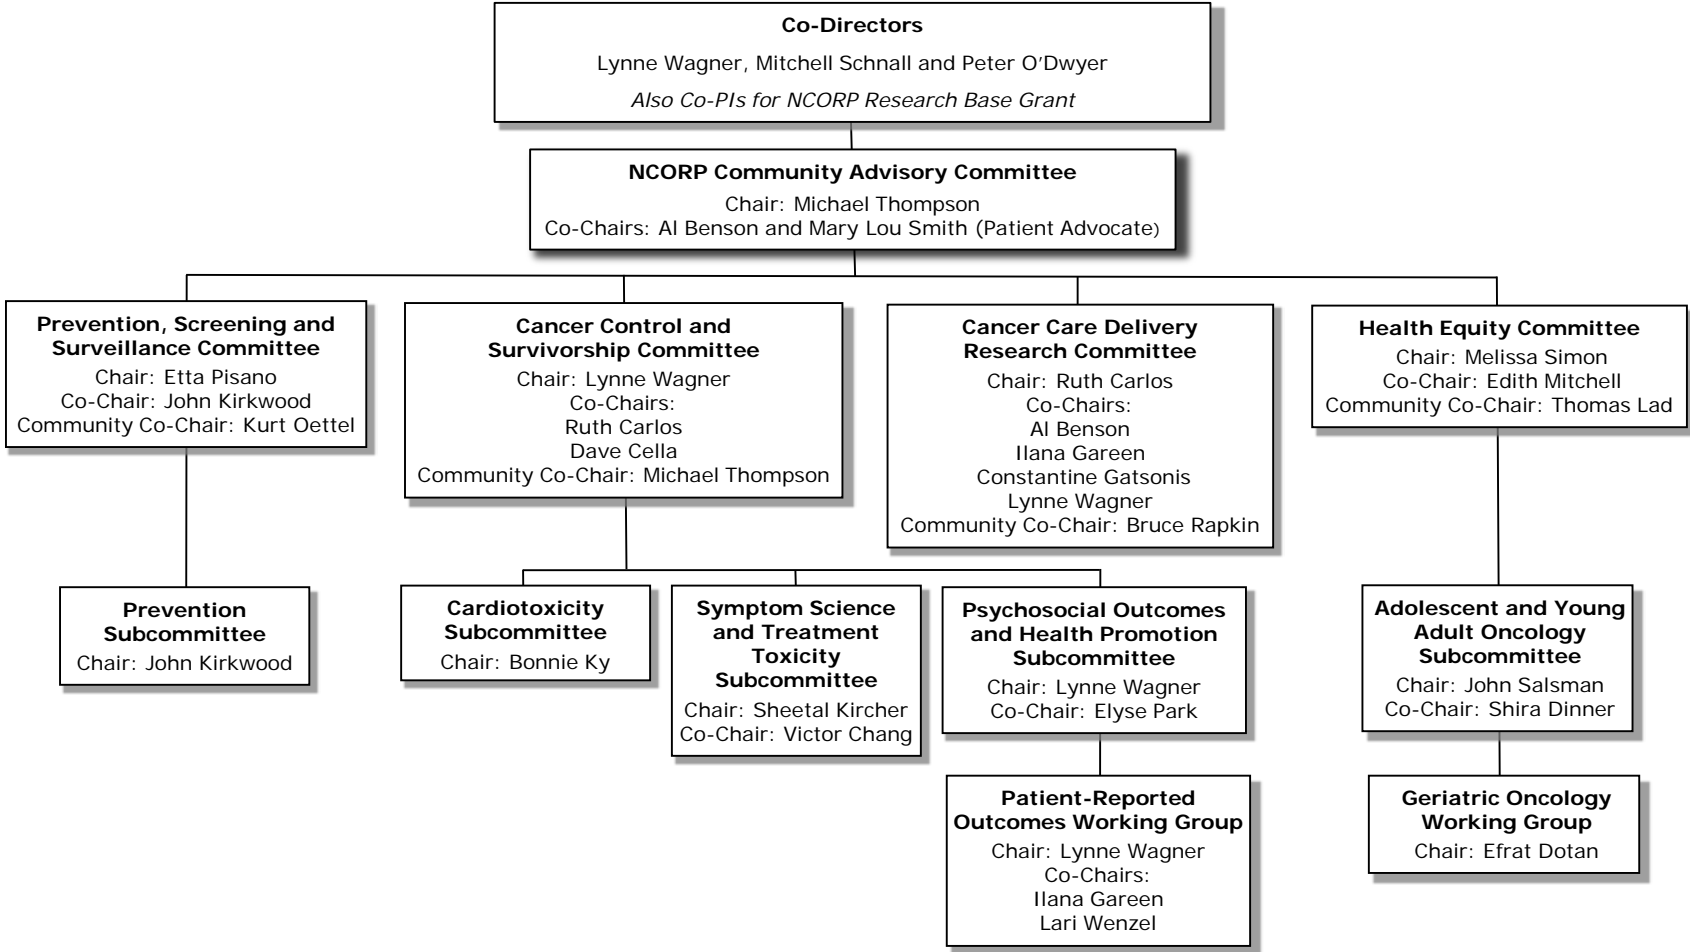 Co-Directors
Lynne Wagner, Mitchell Schnall and Peter O’Dwyer
Also Co-PIs for NCORP Research Base Grant
NCORP Community Advisory Committee
Chair: Michael Thompson
Co-Chairs: Al Benson and Mary Lou Smith (Patient Advocate)
Prevention, Screening and
Surveillance Committee
Chair: Etta Pisano
Co-Chair: John Kirkwood
Community Co-Chair: Kurt Oettel
Cancer Control and
Survivorship Committee
Chair: Lynne Wagner
Co-Chairs:
Ruth Carlos
Dave Cella
Community Co-Chair: Michael Thompson
Cancer Care Delivery
Research Committee
Chair: Ruth Carlos
Co-Chairs:
Al Benson
Ilana Gareen
Constantine Gatsonis
Lynne Wagner
Community Co-Chair: Bruce Rapkin
Health Equity Committee
Chair: Melissa Simon
Co-Chair: Edith Mitchell
Community Co-Chair: Thomas Lad
Prevention
Subcommittee
Chair: John Kirkwood
Cardiotoxicity
Subcommittee
Chair: Bonnie Ky
Symptom Science
and Treatment
Toxicity
Subcommittee
Chair: Sheetal Kircher
Co-Chair: Victor Chang
Psychosocial Outcomes
and Health Promotion
Subcommittee
Chair: Lynne Wagner
Co-Chair: Elyse Park
Adolescent and Young
Adult Oncology
Subcommittee
Chair: John Salsman
Co-Chair: Shira Dinner
Patient-Reported
Outcomes Working Group
Chair: Lynne Wagner
Co-Chairs:
Ilana Gareen
Lari Wenzel
Geriatric Oncology
Working Group
Chair: Efrat Dotan